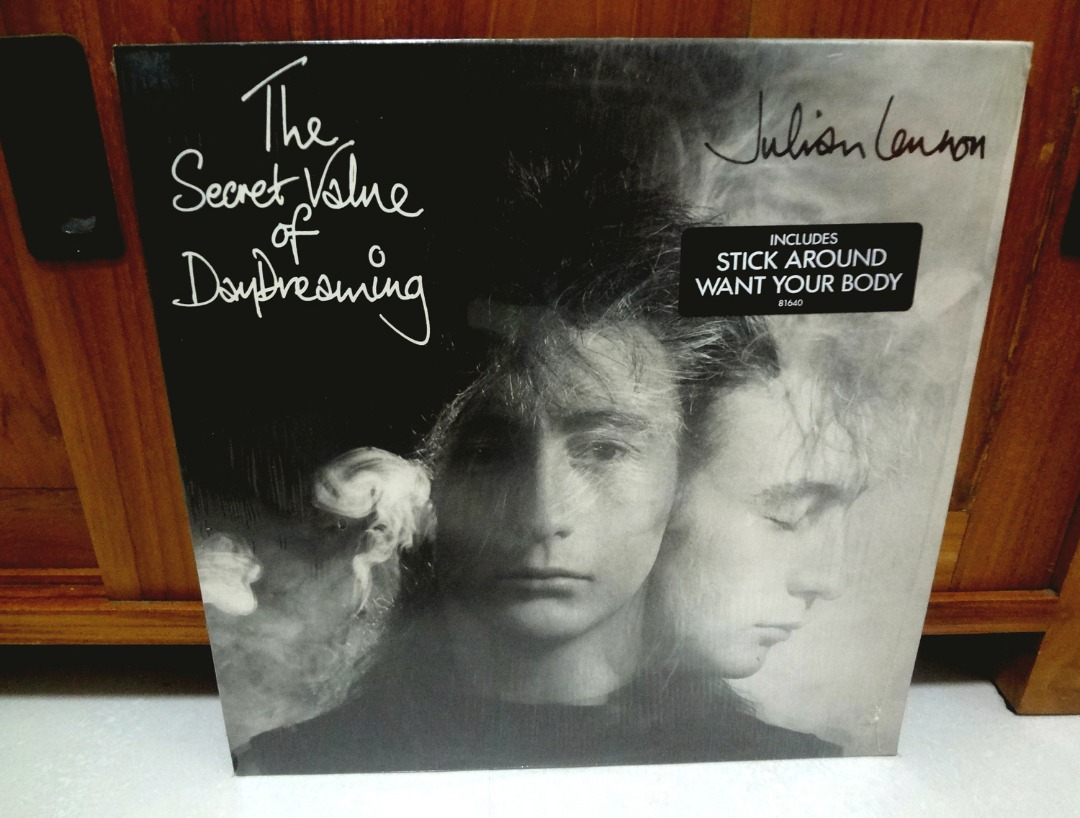 The
Secret Value
of
DayDreaming
Julian Lennon
INCLUDES
STICK AROUND
WANT YOUR BODY
81640